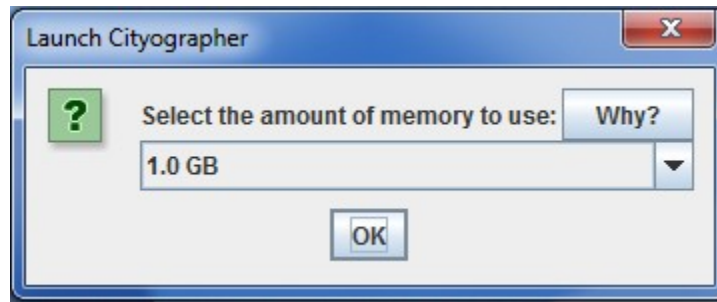 Launch Cityographer
Select the amount of memory to use: Why?
1.0 GB
OK